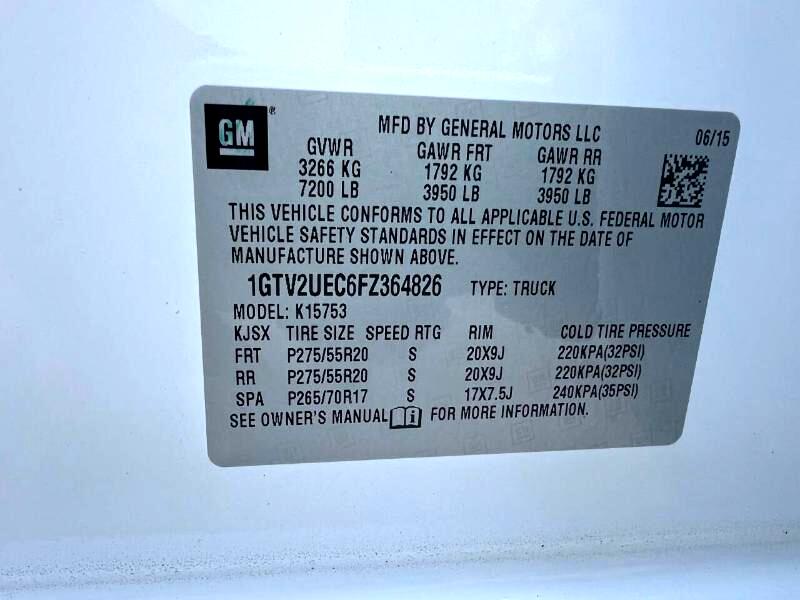 GM®
MFD BY GENERAL MOTORS LLC 06/15
GVWR GAWR FRT GAWR RR
3266 KG 1792 KG 1792 KG
7200 LB 3950 LB 3950 LB
THIS VEHICLE CONFORMS TO ALL APPLICABLE U.S. FEDERAL MOTOR
VEHICLE SAFETY STANDARDS IN EFFECT ON THE DATE OF
MANUFACTURE SHOWN ABOVE.
1GTV2UEC6FZ364826 TYPE: TRUCK
MODEL: K15753
KJSX TIRE SIZE SPEED RTG RIM COLD TIRE PRESSURE
FRT P275/55R20 S 20X9J 220KPA(32PSI)
RR P275/55R20 S 20X9J 220KPA(32PSI)
SPA P265/70R17 S 17X7.5J 240KPA(35PSI)
SEE OWNER'S MANUAL i FOR MORE INFORMATION.